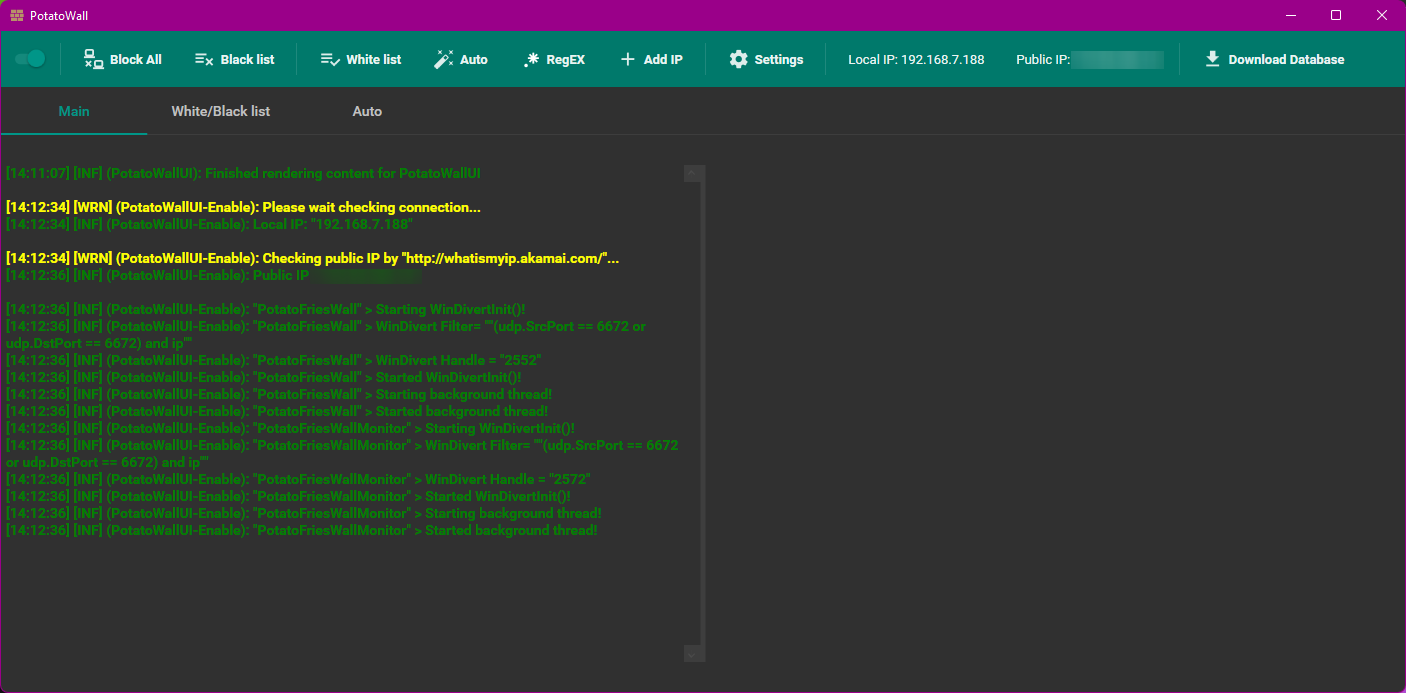 PotatoWall
Block All Black list White list Auto RegEX Add IP Settings Local IP: 192.168.7.188 Public IP: Download Database
Main White/Black list Auto
[14:11:07] [INF] (PotatoWallUI): Finished rendering content for PotatoWallUI
[14:12:34] [WRN] (PotatoWallUI-Enable): Please wait checking connection...
[14:12:34] [INF] (PotatoWallUI-Enable): Local IP: "192.168.7.188"
[14:12:34] [WRN] (PotatoWallUI-Enable): Checking public IP by "http://whatismyip.akamai.com/"...
[14:12:36] [INF] (PotatoWallUI-Enable): Public IP
[14:12:36] [INF] (PotatoWallUI-Enable): "PotatoFriesWall" > Starting WinDivertInit()!
[14:12:36] [INF] (PotatoWallUI-Enable): "PotatoFriesWall" > WinDivert Filter= ""(udp.SrcPort == 6672 or
udp.DstPort == 6672) and ip""
[14:12:36] [INF] (PotatoWallUI-Enable): "PotatoFriesWall" > WinDivert Handle = "2552"
[14:12:36] [INF] (PotatoWallUI-Enable): "PotatoFriesWall" > Started WinDivertInit()!
[14:12:36] [INF] (PotatoWallUI-Enable): "PotatoFriesWall" > Starting background thread!
[14:12:36] [INF] (PotatoWallUI-Enable): "PotatoFriesWall" > Started background thread!
[14:12:36] [INF] (PotatoWallUI-Enable): "PotatoFriesWallMonitor" > Starting WinDivertInit()!
[14:12:36] [INF] (PotatoWallUI-Enable): "PotatoFriesWallMonitor" > WinDivert Filter= ""(udp.SrcPort == 6672
or udp.DstPort == 6672) and ip""
[14:12:36] [INF] (PotatoWallUI-Enable): "PotatoFriesWallMonitor" > WinDivert Handle = "2572"
[14:12:36] [INF] (PotatoWallUI-Enable): "PotatoFriesWallMonitor" > Started WinDivertInit()!
[14:12:36] [INF] (PotatoWallUI-Enable): "PotatoFriesWallMonitor" > Starting background thread!
[14:12:36] [INF] (PotatoWallUI-Enable): "PotatoFriesWallMonitor" > Started background thread!